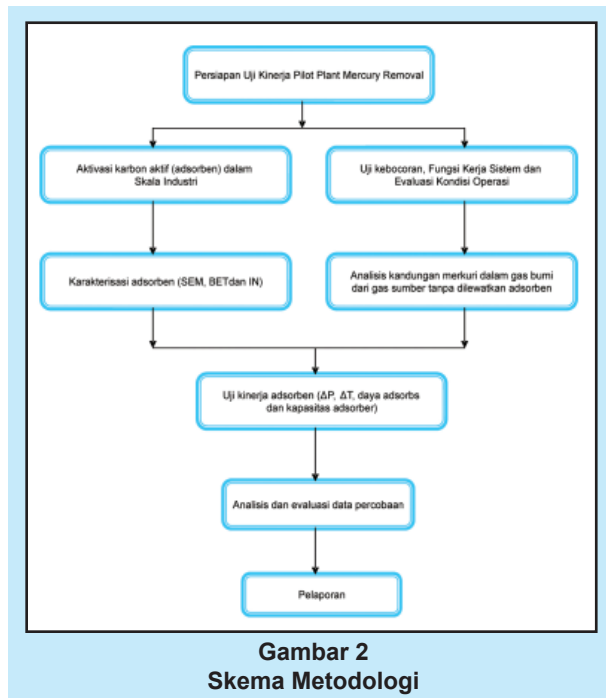 Persiapan Uji Kinerja Pilot Plant Mercury Removal
Aktivasi karbon aktif (adsorben) dalam
Skala Industri
Uji kebocoran, Fungsi Kerja Sistem dan
Evaluasi Kondisi Operasi
Karakterisasi adsorben (SEM, BETdan IN)
Analisis kandungan merkuri dalam gas bumi
dari gas sumber tanpa dilewatkan adsorben
Uji kinerja adsorben (ΔP, ΔT, daya adsorbs
dan kapasitas adsorber)
Analisis dan evaluasi data percobaan
Pelaporan
Gambar 2
Skema Metodologi